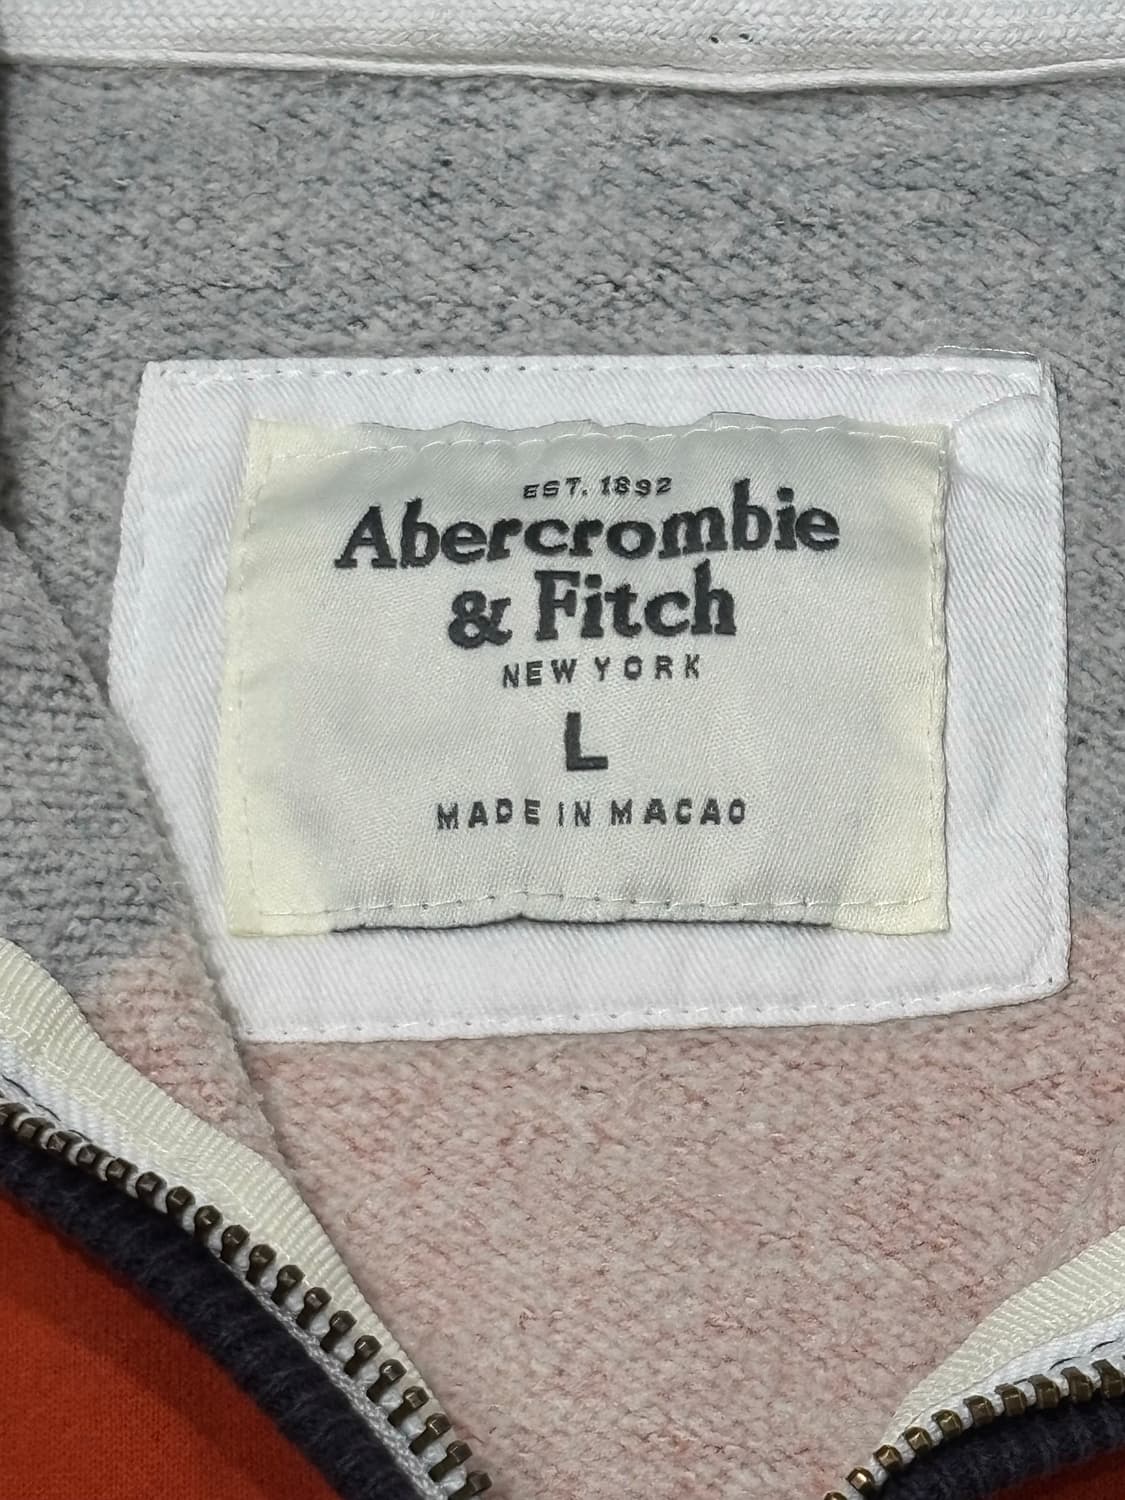 EST. 1892
Abercrombie
& Fitch
NEW YORK
L
MADE IN MACAO